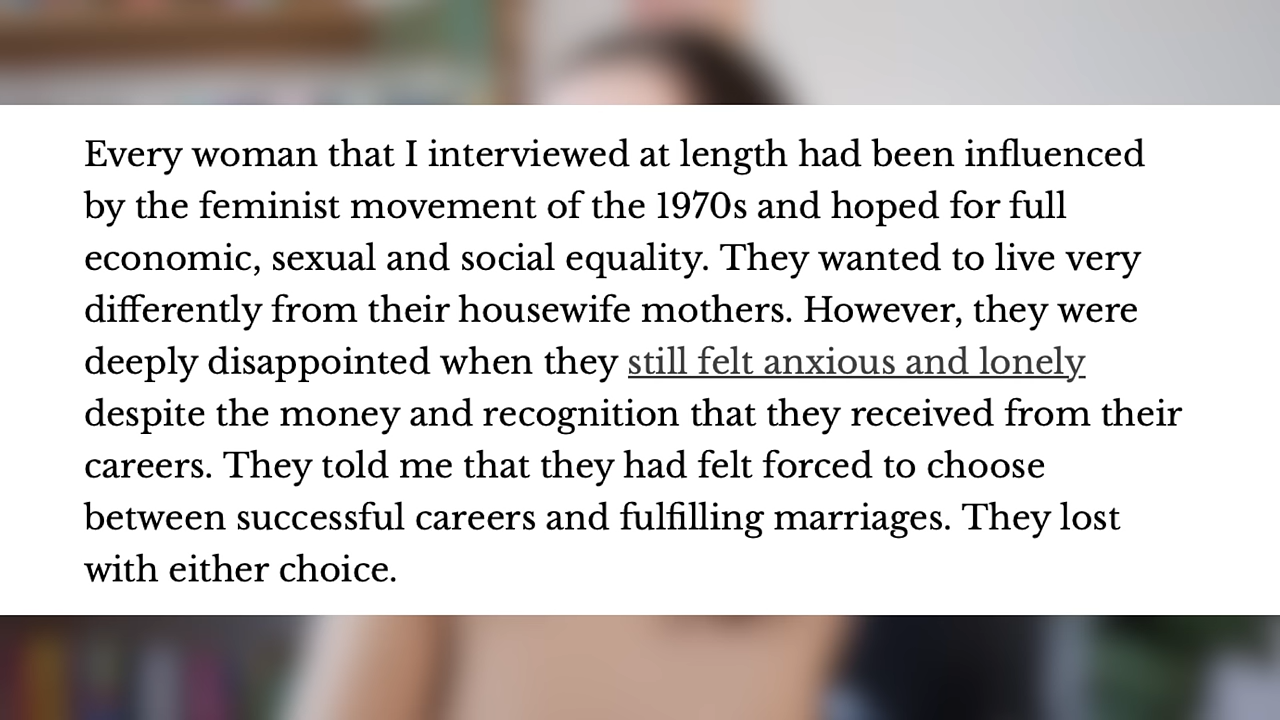 Every woman that I interviewed at length had been influenced
by the feminist movement of the 1970s and hoped for full
economic, sexual and social equality. They wanted to live very
differently from their housewife mothers. However, they were
deeply disappointed when they still felt anxious and lonely
despite the money and recognition that they received from their
careers. They told me that they had felt forced to choose
between successful careers and fulfilling marriages. They lost
with either choice.